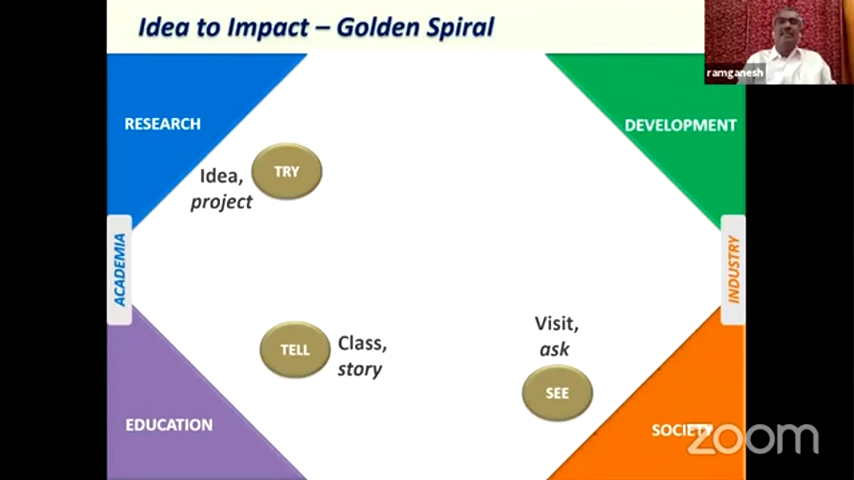 Idea to Impact – Golden Spiral
ramganesh
RESEARCH
DEVELOPMENT
Idea,
project
TRY
ACADEMIA
INDUSTRY
TELL
Class,
story
Visit,
ask
SEE
EDUCATION
SOCIETY
zoom